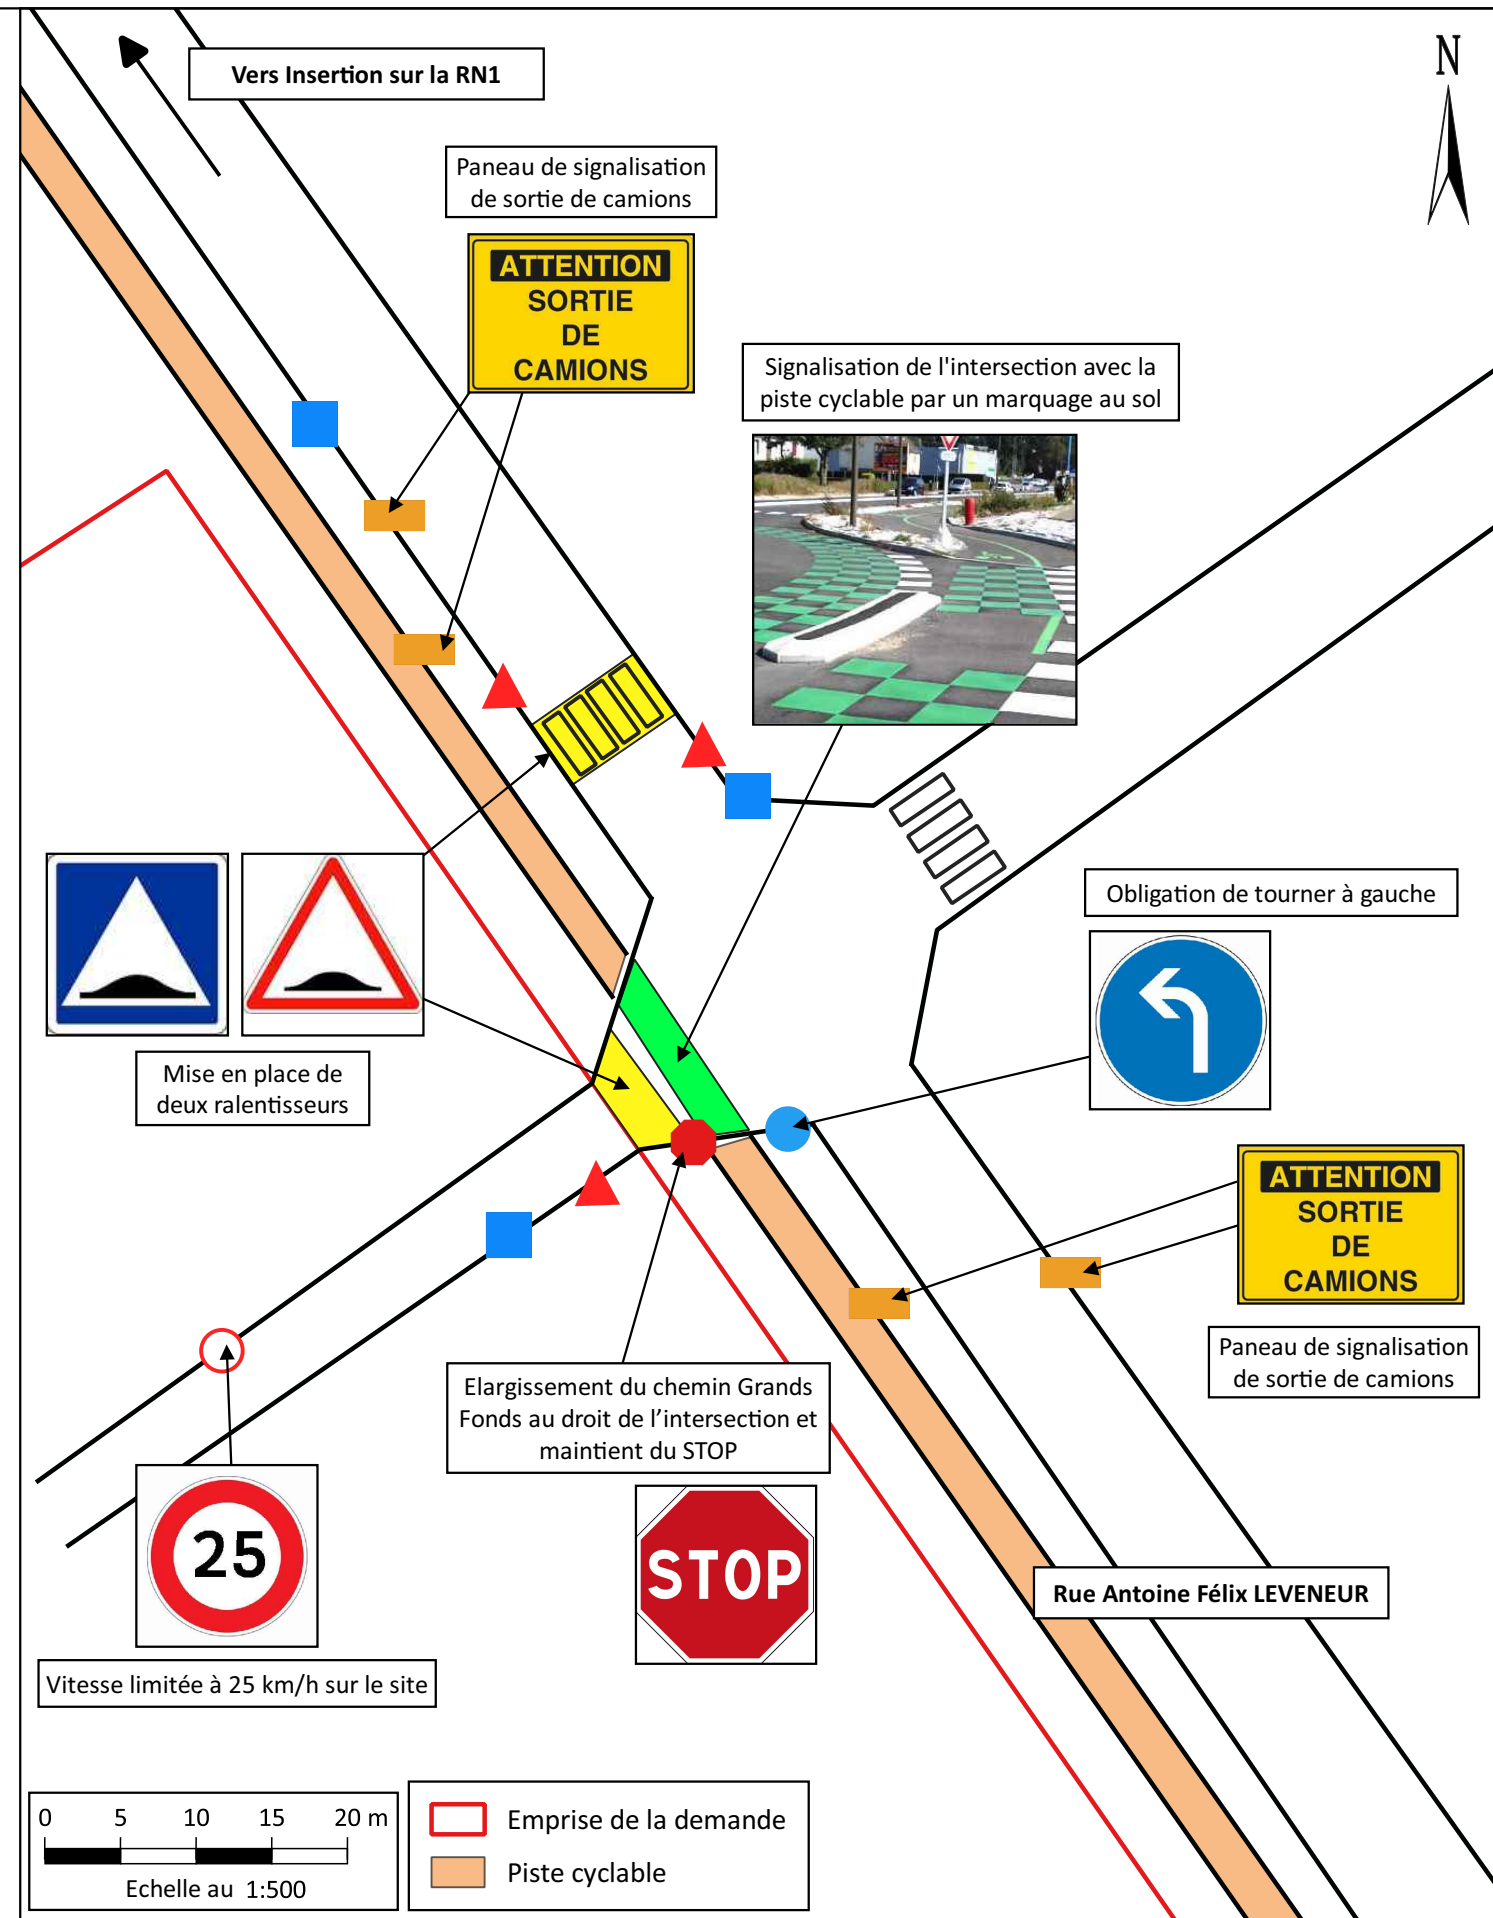 N
Vers Insertion sur la RN1
Paneau de signalisation
de sortie de camions
ATTENTION
SORTIE
DE
CAMIONS
Signalisation de l'intersection avec la
piste cyclable par un marquage au sol
Obligation de tourner à gauche
Mise en place de
deux ralentisseurs
ATTENTION
SORTIE
DE
CAMIONS
Paneau de signalisation
de sortie de camions
Elargissement du chemin Grands
Fonds au droit de l’intersection et
maintient du STOP
25
STOP
Rue Antoine Félix LEVENEUR
Vitesse limitée à 25 km/h sur le site
0 5 10 15 20 m
Echelle au 1:500
Emprise de la demande
Piste cyclable